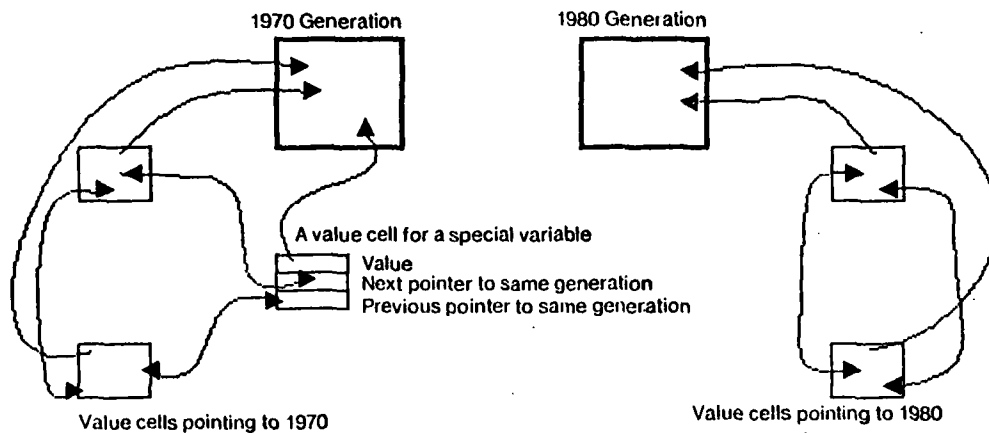 1970 Generation
1980 Generation
A value cell for a special variable
Value
Next pointer to same generation
Previous pointer to same generation
Value cells pointing to 1970
Value cells pointing to 1980